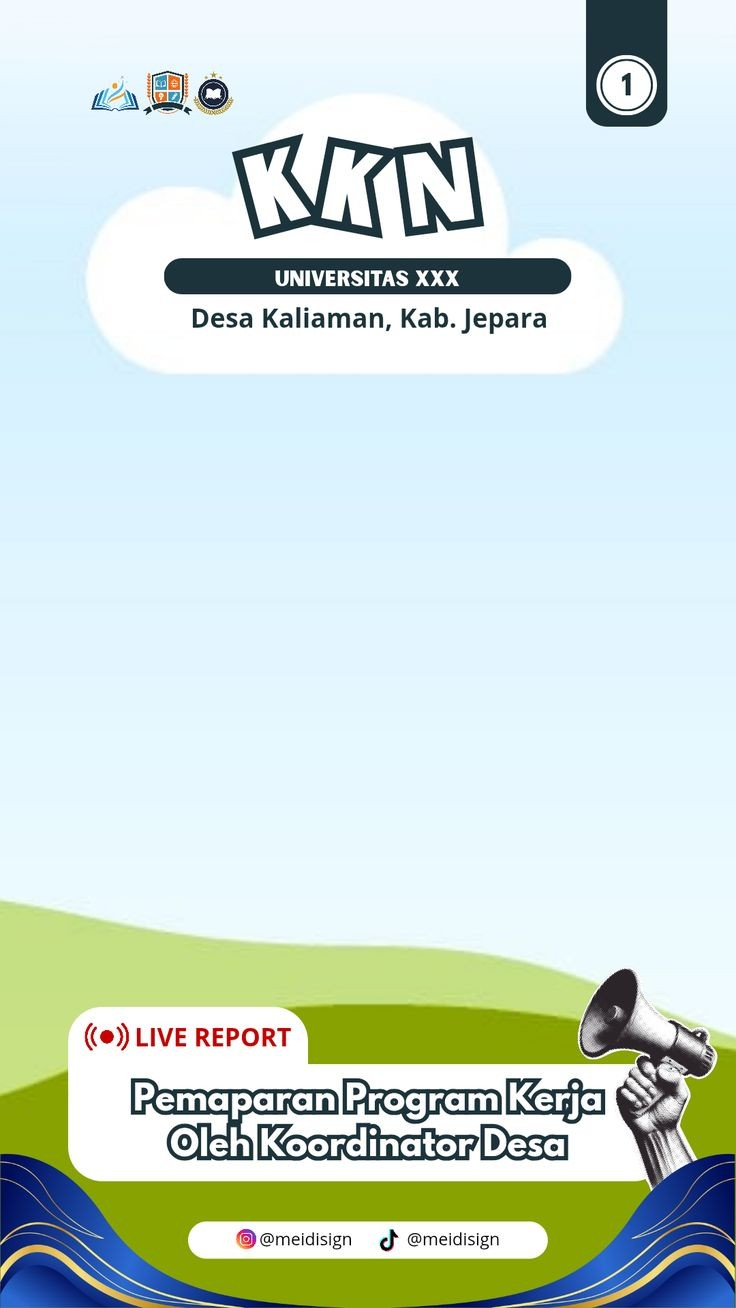 1
KKN
UNIVERSITAS XXX
Desa Kaliaman, Kab. Jepara
LIVE REPORT
Pemaparan Program Kerja
Oleh Koordinator Desa
@meidisign @meidisign